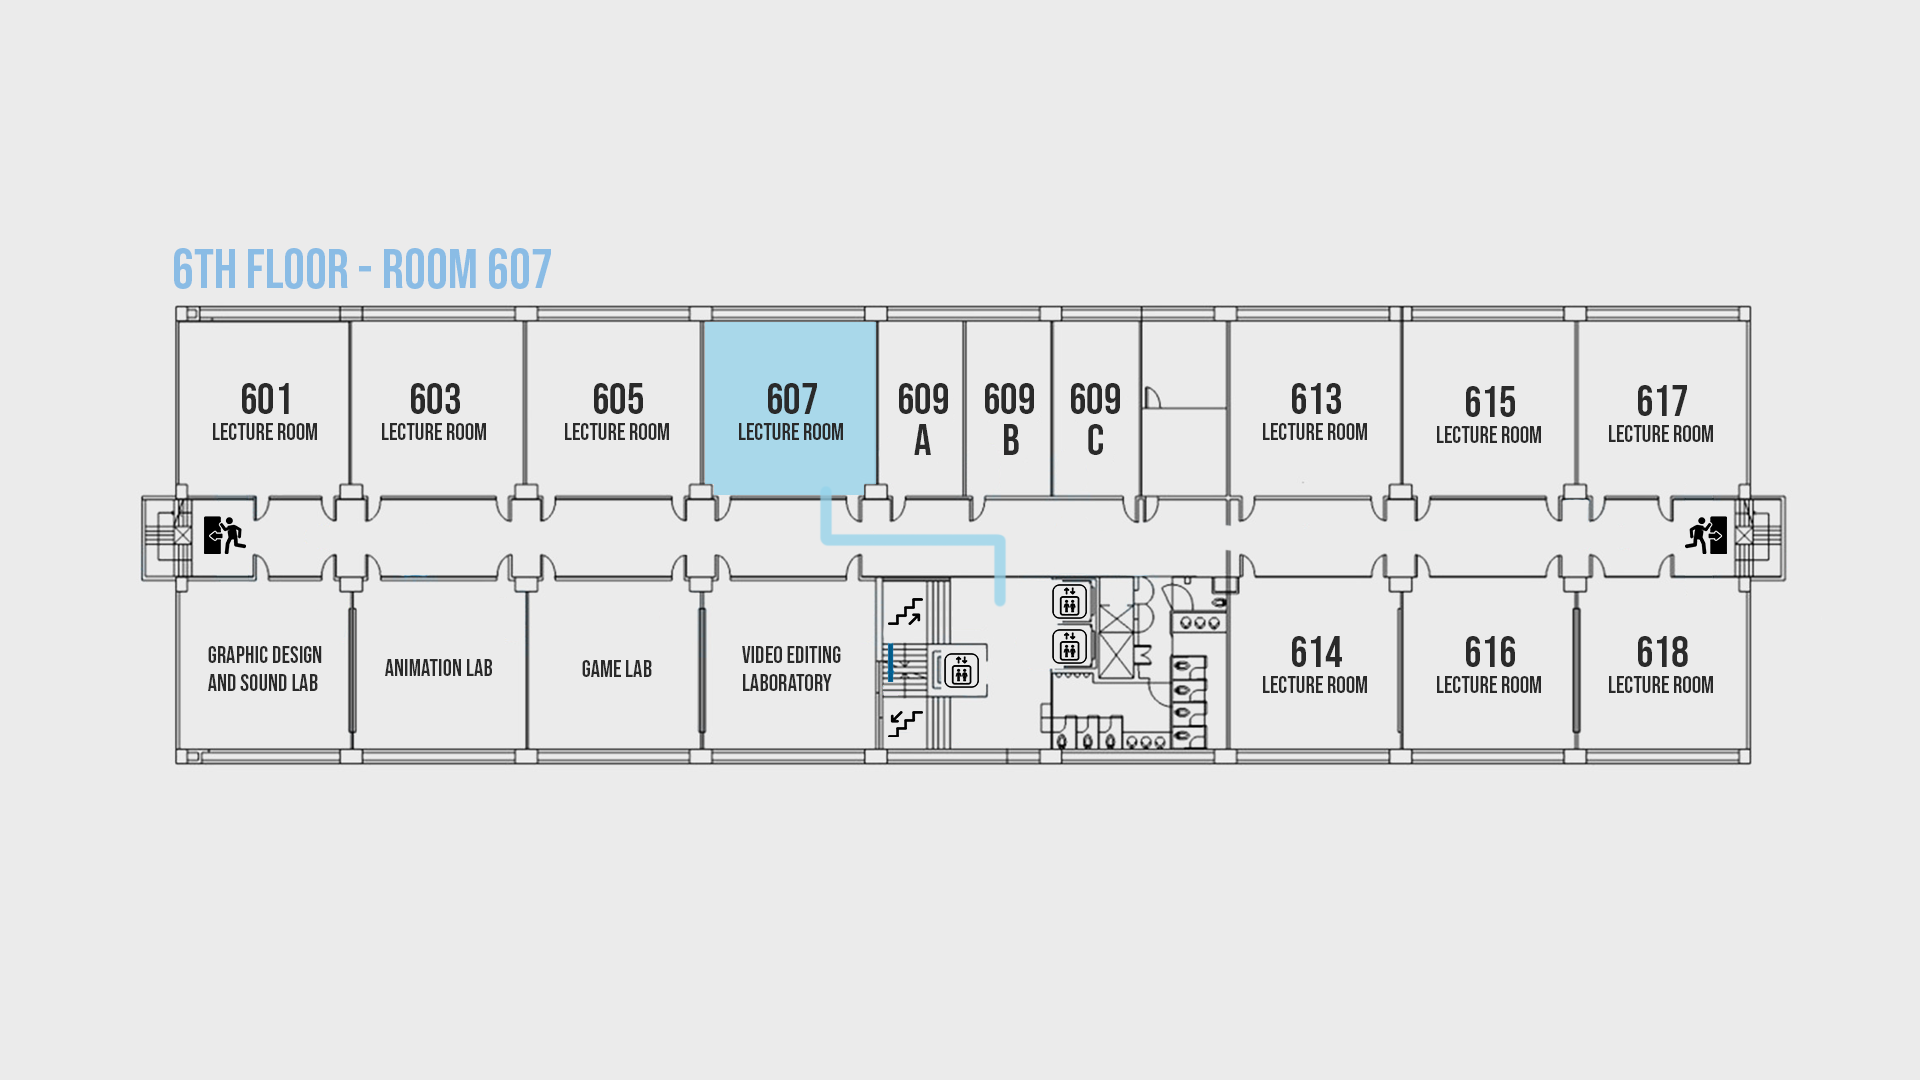 6TH FLOOR - ROOM 607
601
LECTURE ROOM
603
LECTURE ROOM
605
LECTURE ROOM
607
LECTURE ROOM
609
A
609
B
609
C
613
LECTURE ROOM
615
LECTURE ROOM
617
LECTURE ROOM
GRAPHIC DESIGN
AND SOUND LAB
ANIMATION LAB
GAME LAB
VIDEO EDITING
LABORATORY
614
LECTURE ROOM
616
LECTURE ROOM
618
LECTURE ROOM